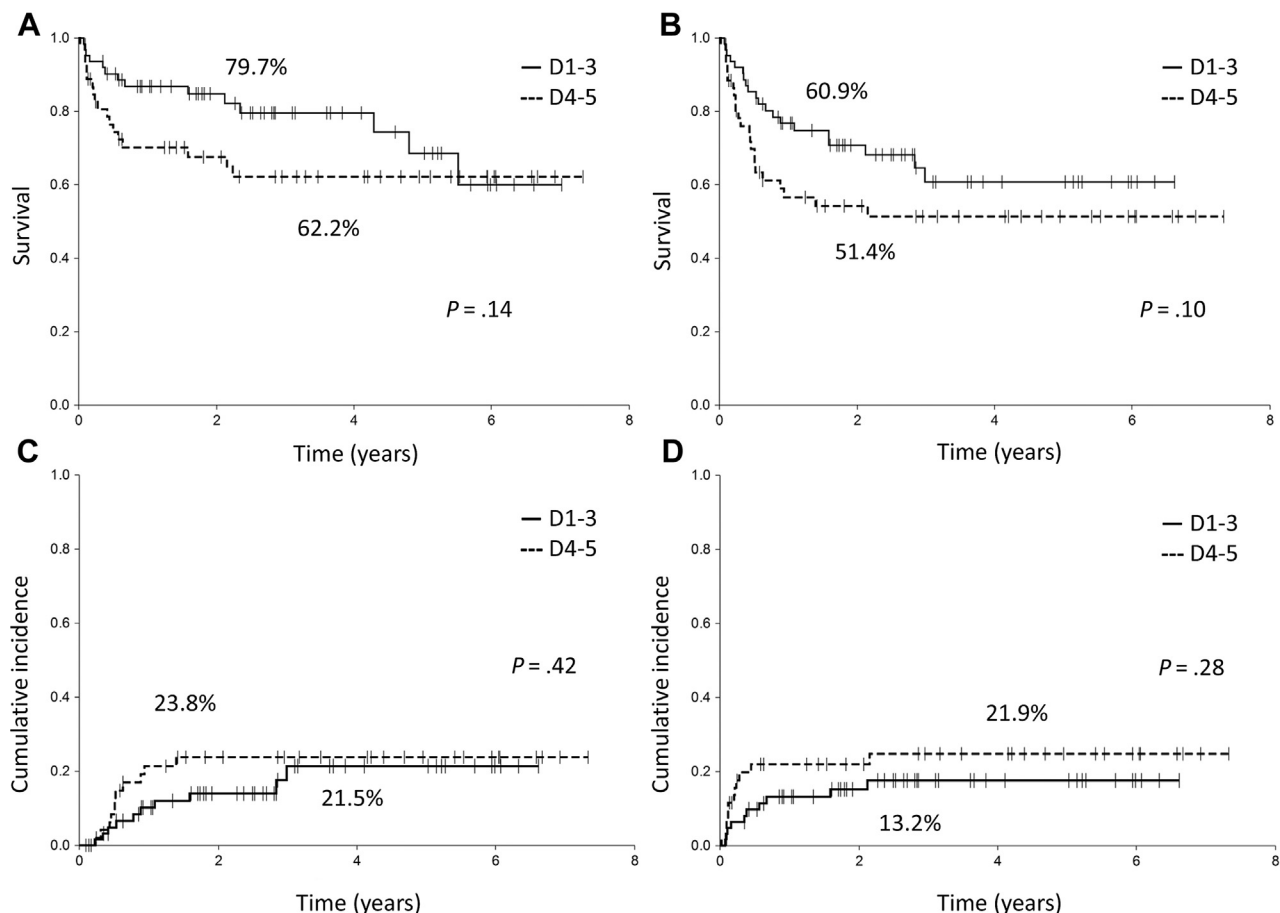 A
1.0
0.8
0.6
0.4
0.2
0.0
Survival
79.7%
62.2%
D1-3
D4-5
P = .14
0 2 4 6 8
Time (years)
B
1.0
0.8
0.6
0.4
0.2
0.0
Survival
60.9%
51.4%
D1-3
D4-5
P = .10
0 2 4 6 8
Time (years)
C
1.0
0.8
0.6
0.4
0.2
0.0
Cumulative incidence
D1-3
D4-5
P = .42
23.8%
21.5%
0 2 4 6 8
Time (years)
D
1.0
0.8
0.6
0.4
0.2
0.0
Cumulative incidence
D1-3
D4-5
P = .28
21.9%
13.2%
0 2 4 6 8
Time (years)